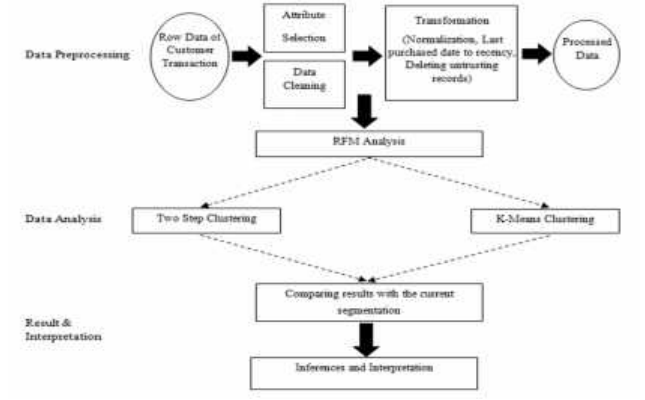 Data Preprocessing
Row Data of
Customer
Transaction
Attribute
Selection
Data
Cleaning
Transformation
(Normalization, Last
purchased date to recency,
Deleting untrusting
records)
Processed
Data
RFM Analysis
Data Analysis
Two Step Clustering
K-Means Clustering
Comparing results with the current
segmentation
Result &
Interpretation
Inferences and Interpretation